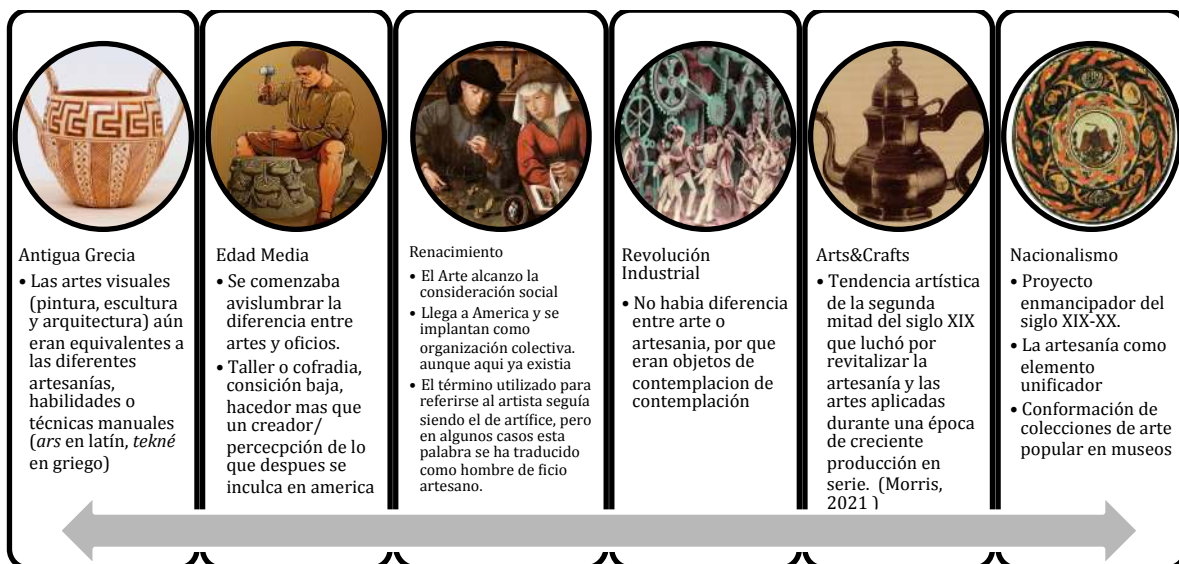 Antigua Grecia
• Las artes visuales
(pintura, escultura
y arquitectura) aún
eran equivalentes a
las diferentes
artesanías,
habilidades o
técnicas manuales
(ars en latín, tekné
en griego)
Edad Media
• Se comenzaba
avislumbrar la
diferencia entre
artes y oficios.
• Taller o cofradia,
consición baja,
hacedor mas que
un creador/
percecpción de lo
que despues se
inculca en america
Renacimiento
• El Arte alcanzo la
consideración social
• Llega a America y se
implantan como
organización colectiva.
aunque aqui ya existia
• El término utilizado para
referirse al artista seguía
siendo el de artífice, pero
en algunos casos esta
palabra se ha traducido
como hombre de ficio
artesano.
Revolución
Industrial
• No habia diferencia
entre arte o
artesania, por que
eran objetos de
contemplacion de
contemplación
Arts&Crafts
• Tendencia artística
de la segunda
mitad del siglo XIX
que luchó por
revitalizar la
artesanía y las
artes aplicadas
durante una época
de creciente
producción en
serie. (Morris,
2021 )
Nacionalismo
• Proyecto
enmancipador del
siglo XIX-XX.
• La artesanía como
elemento
unificador
• Conformación de
colecciones de arte
popular en museos